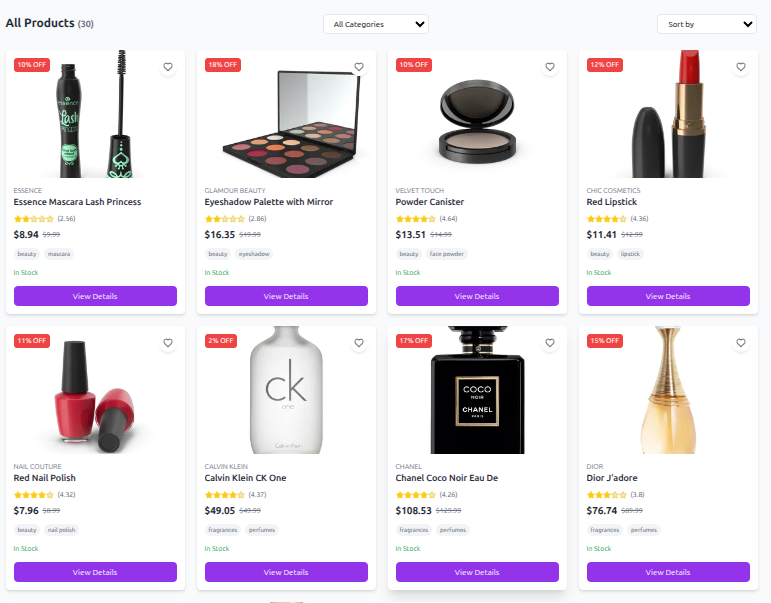 All Products (30)
All Categories
Sort by
10% OFF
18% OFF
10% OFF
12% OFF
essence
Lash
PRINCESS
ESSENCE
GLAMOUR BEAUTY
VELVET TOUCH
CHIC COSMETICS
Essence Mascara Lash Princess
Eyeshadow Palette with Mirror
Powder Canister
Red Lipstick
(2.56)
(2.86)
(4.64)
(4.36)
$8.94 $9.99
$16.35 $19.99
$13.51 $14.99
$11.41 $12.99
beauty mascara
beauty eyeshadow
beauty face powder
beauty lipstick
In Stock
In Stock
In Stock
In Stock
View Details
View Details
View Details
View Details
11% OFF
2% OFF
17% OFF
15% OFF
ck
one
Calvin Klein
COCO
NOIR
CHANEL
PARIS
NAIL COUTURE
CALVIN KLEIN
CHANEL
DIOR
Red Nail Polish
Calvin Klein CK One
Chanel Coco Noir Eau De
Dior J'adore
(4.32)
(4.37)
(4.26)
(3.8)
$7.96 $8.99
$49.05 $49.99
$108.53 $129.99
$76.74 $89.99
beauty nail polish
fragrances perfumes
fragrances perfumes
fragrances perfumes
In Stock
In Stock
In Stock
In Stock
View Details
View Details
View Details
View Details